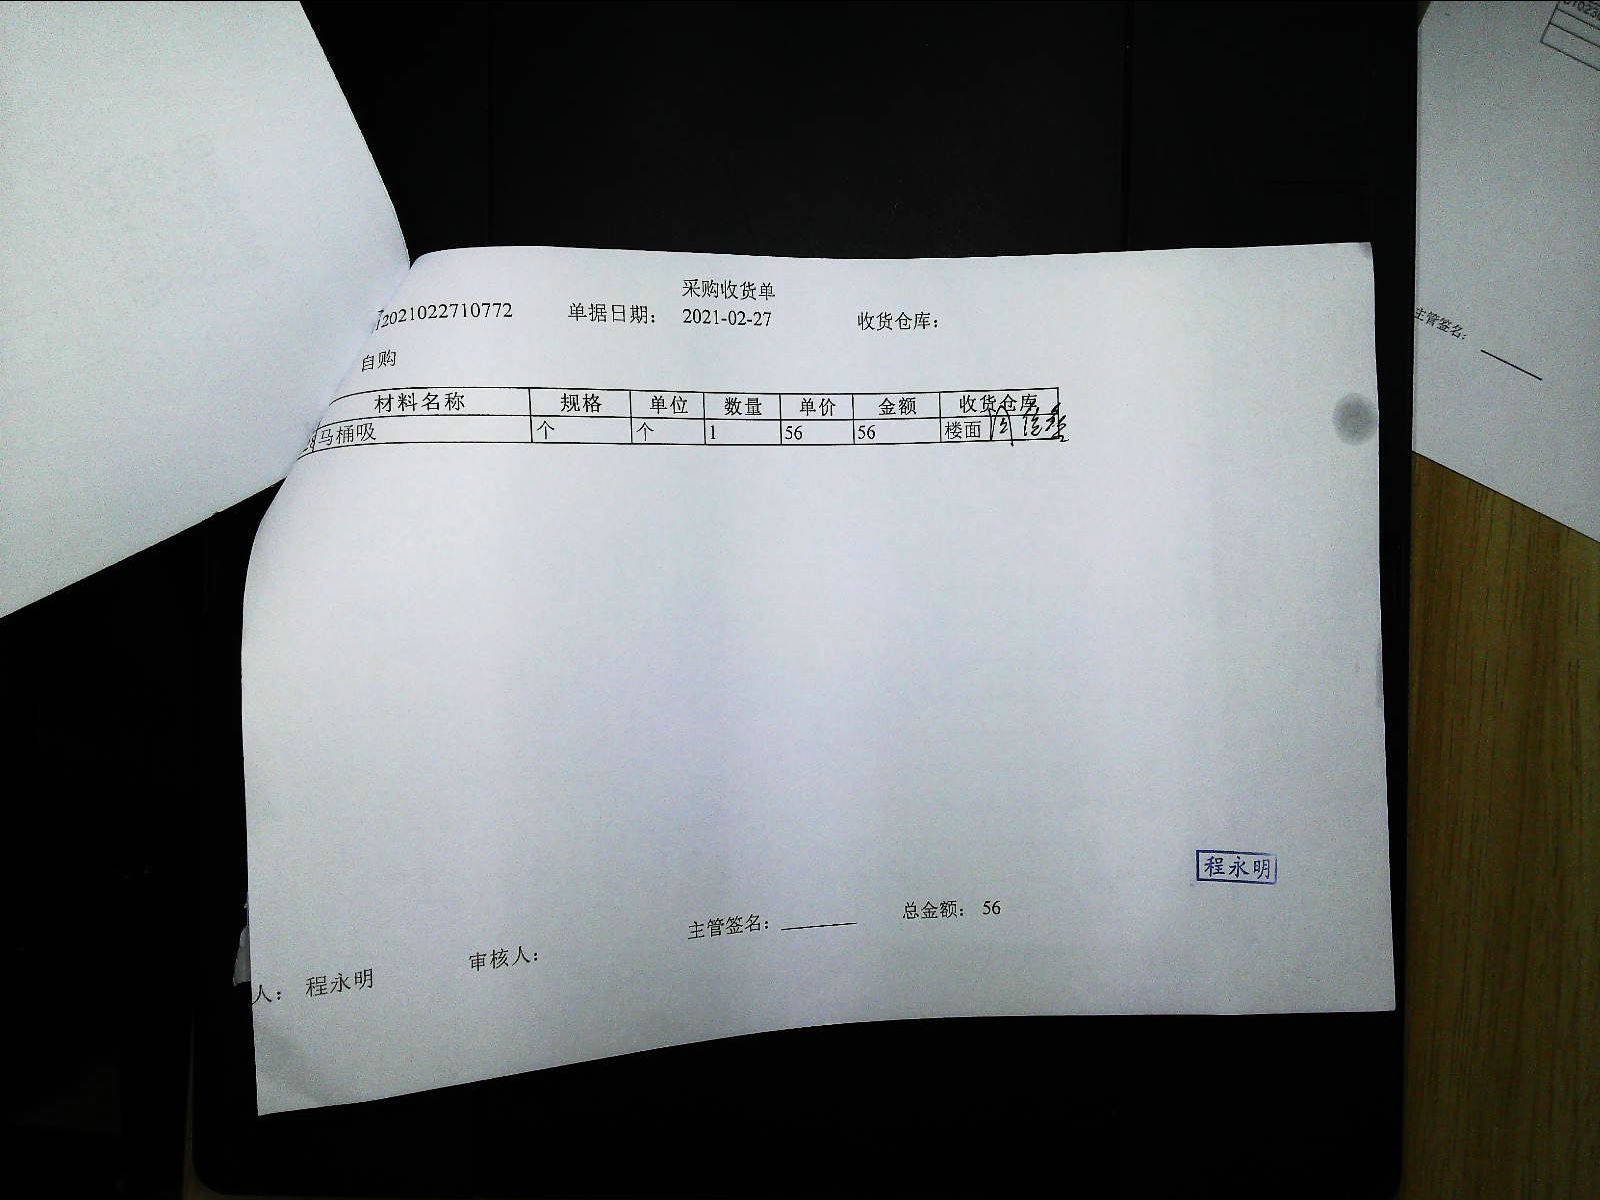 采购收货单
2021022710772 单据日期： 2021-02-27 收货仓库：
自购
材料名称 规格 单位 数量 单价 金额 收货仓库
马桶吸 个 个 1 56 56 楼面
程永明
主管签名： 总金额： 56
人： 程永明 审核人：
主管签名：